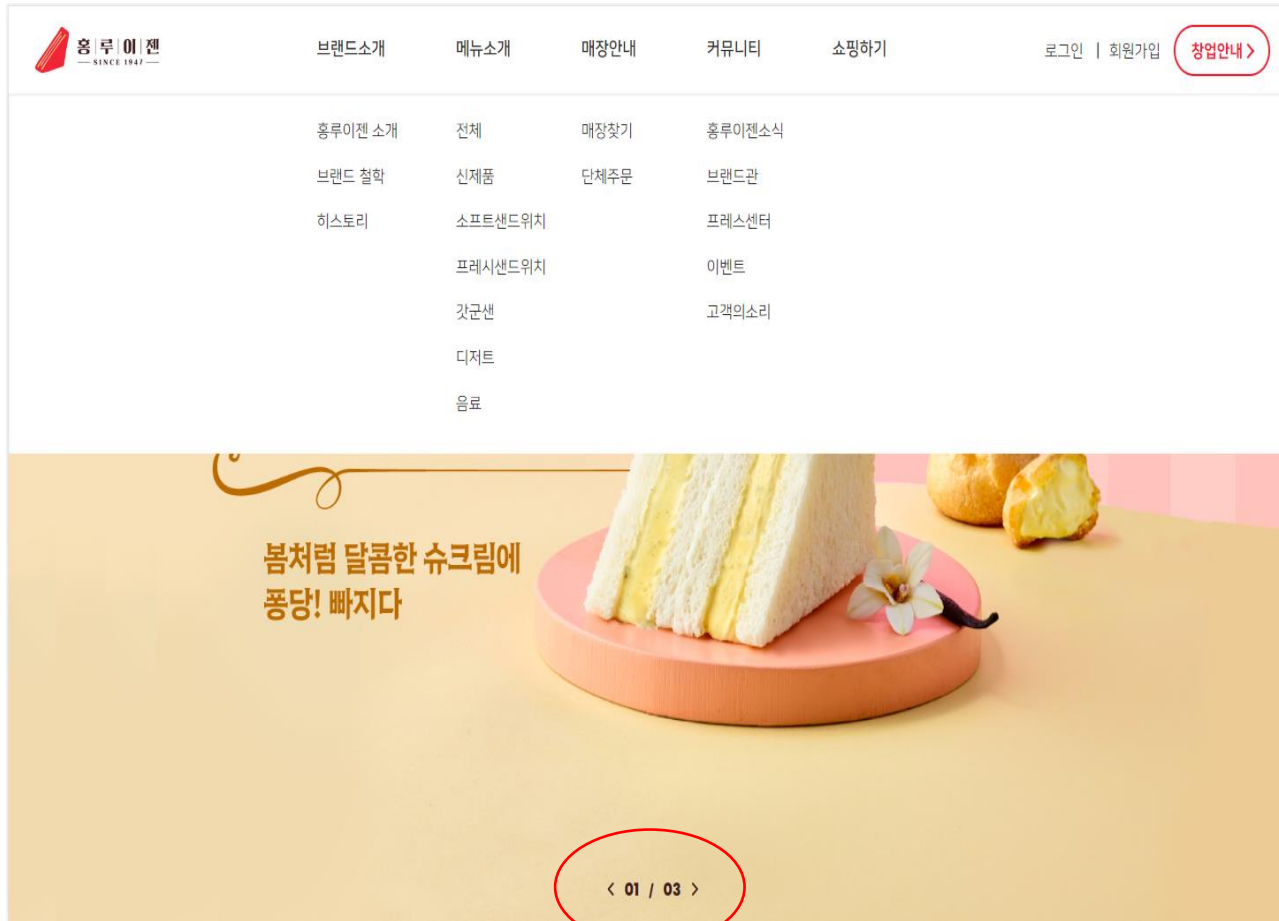 홍|루|이|젠
SINCE 1947
브랜드소개 메뉴소개 매장안내 커뮤니티 쇼핑하기
로그인 | 회원가입 창업안내 >
홍루이젠 소개 전체 매장찾기 홍루이젠소식
브랜드 철학 신제품 단체주문 브랜드관
히스토리 소프트샌드위치 프레스센터
프레시샌드위치 이벤트
갓군샌 고객의소리
디저트
음료
봄처럼 달콤한 슈크림에
퐁당! 빠지다
< 01 / 03 >